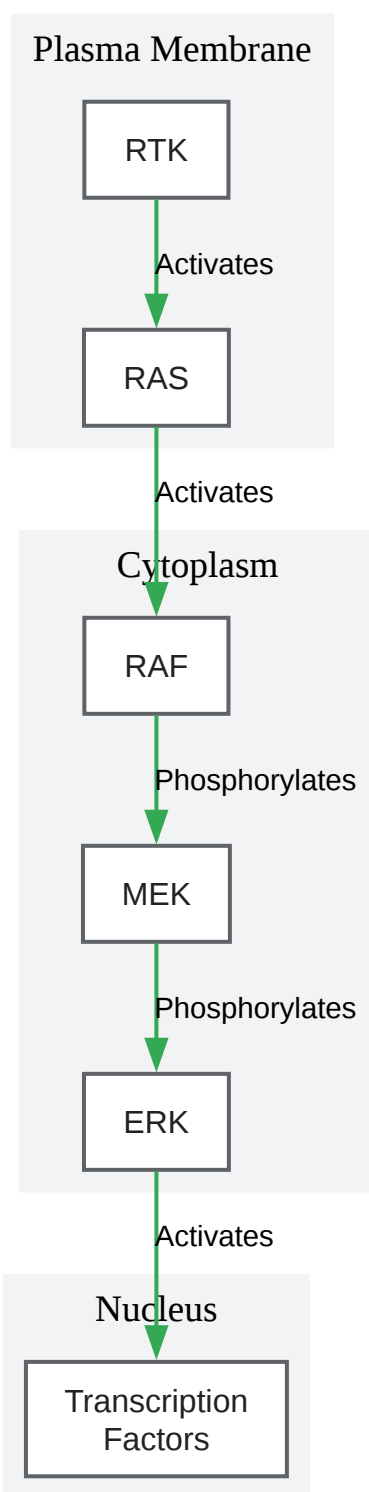 Plasma Membrane
RTK
Activates
RAS
Activates
Cytoplasm
RAF
Phosphorylates
MEK
Phosphorylates
ERK
Activates
Nucleus
Transcription
Factors